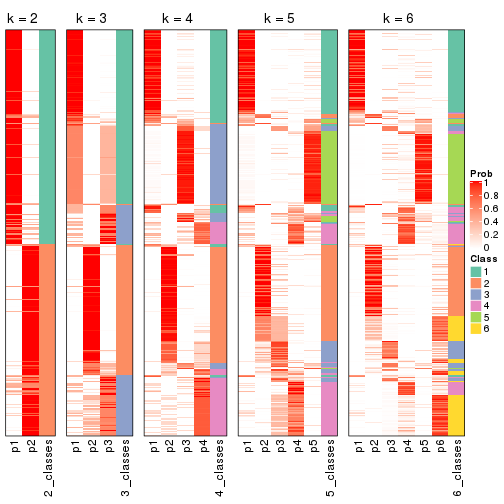 k = 2
k = 3
k = 4
k = 5
k = 6
p1
p2
2_classes
p1
p2
p3
3_classes
p1
p2
p3
p4
4_classes
p1
p2
p3
p4
p5
5_classes
p1
p2
p3
p4
p5
p6
6_classes
Prob
1
0.8
0.6
0.4
0.2
0
Class
1
2
3
4
5
6